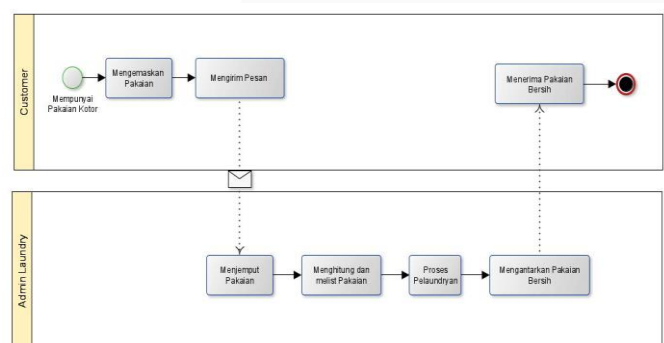 Customer
Mempunyai
Pakaian Kotor
Mengemaskan
Pakaian
Mengirim Pesan
Menerima Pakaian
Bersih
Admin Laundry
Menjemput
Pakaian
Menghitung dan
melist Pakaian
Proses
Pelaundryan
Mengantarkan Pakaian
Bersih